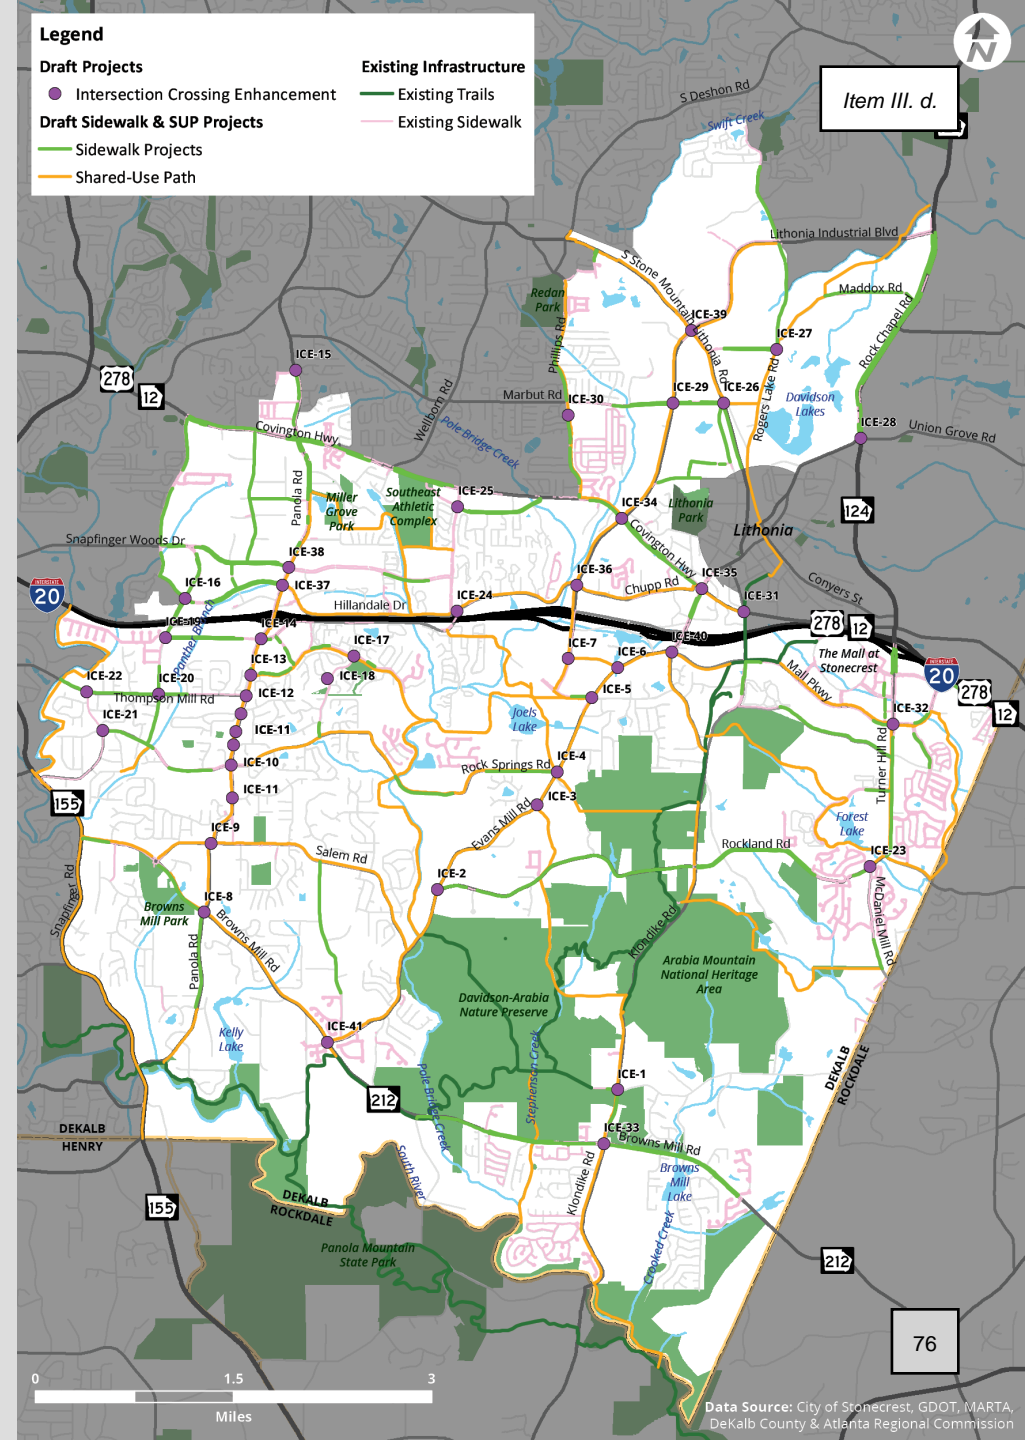 Legend
Draft Projects
Intersection Crossing Enhancement
Draft Sidewalk & SUP Projects
Sidewalk Projects
Shared-Use Path
Existing Infrastructure
Existing Trails
Existing Sidewalk
N
Item III. d.
S Deshon Rd
Swift Creek
Lithonia Industrial Blvd
S Stone Mountain Lithonia Rd
Redan
Park
Maddox Rd
Rock Chapel Rd
Phillips Rd
ICE-39
ICE-27
ICE-15
278
12
Marbut Rd
ICE-30
ICE-29
ICE-26
Rogers Lake Rd
Davidson
Lakes
ICE-28
Union Grove Rd
Wellborn Rd
Pole Bridge Creek
Covington Hwy
Panola Rd
Miller
Grove
Park
Southeast
Athletic
Complex
ICE-25
ICE-34
Lithonia
Park
Lithonia
124
Covington Hwy
Snapfinger Woods Dr
ICE-38
ICE-16
ICE-37
ICE-36
Chupp Rd
ICE-35
Conyers St
INTERSTATE
20
Hillandale Dr
ICE-24
ICE-31
278
12
ICE-19
ICE-14
Panther Branch
ICE-17
ICE-7
ICE-6
ICE-40
The Mall at
Stonecrest
INTERSTATE
20
278
12
ICE-13
ICE-22
ICE-20
ICE-18
Mall Pkwy
Thompson Mill Rd
ICE-12
ICE-5
ICE-21
ICE-11
Joels
Lake
ICE-32
Turner Hill Rd
ICE-10
Rock Springs Rd
ICE-4
155
ICE-11
ICE-3
Evans Mill Rd
Forest
Lake
ICE-9
Salem Rd
Rockland Rd
ICE-23
ICE-2
Snapfinger Rd
Browns
Mill Park
ICE-8
Browns Mill Rd
McDaniel Mill Rd
Klondike Rd
Panola Rd
Arabia Mountain
National Heritage
Area
Davidson-Arabia
Nature Preserve
Kelly
Lake
ICE-41
Stephenson Creek
Pole Bridge Creek
DEKALB
ROCKDALE
ICE-1
212
DEKALB
HENRY
ICE-33
Browns Mill Rd
Klondike Rd
Browns
Mill
Lake
South River
DEKALB
ROCKDALE
155
Crooked Creek
Panola Mountain
State Park
212
76
0
1.5
3
Miles
Data Source: City of Stonecrest, GDOT, MARTA,
DeKalb County & Atlanta Regional Commission